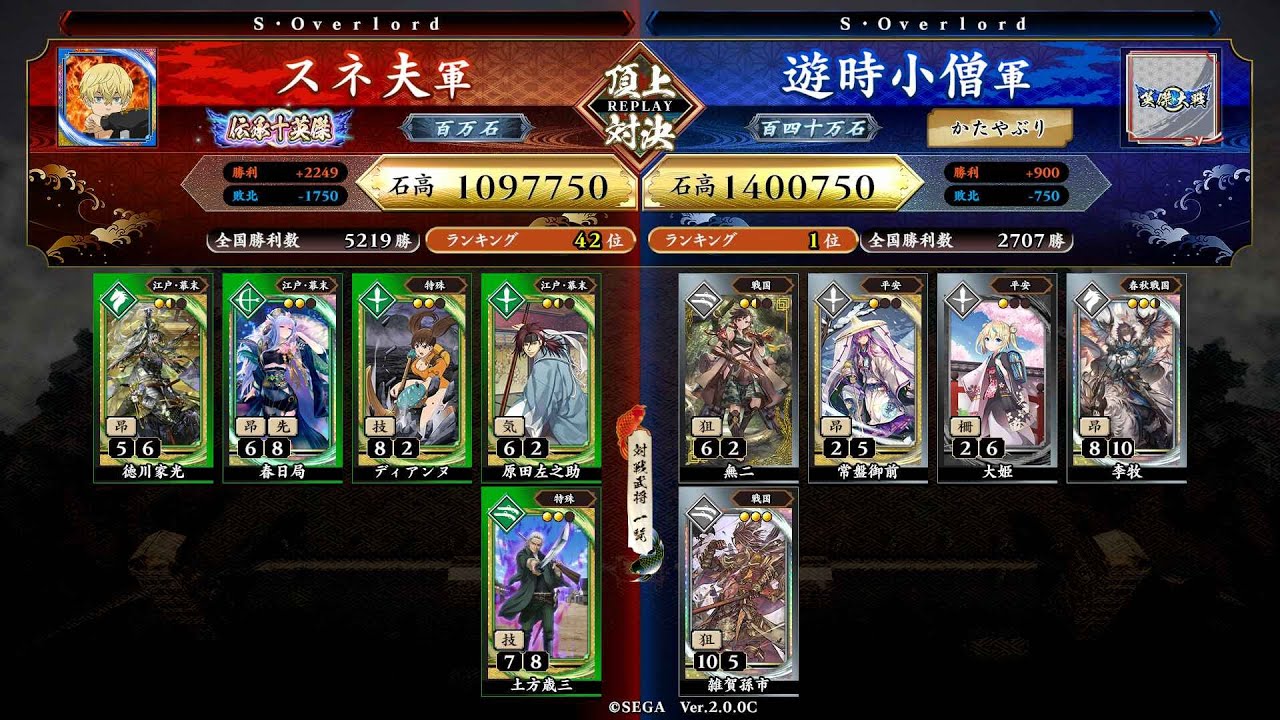 S・Overlord
S・Overlord
スネ夫軍
頂上
REPLAY
対決
遊時小僧軍
英傑大戦
伝承十英傑
百万石
百四十万石
かたやぶり
勝利 +2249
敗北 -1750
石高 1097750
石高 1400750
勝利 +900
敗北 -750
全国勝利数 5219勝
ランキング 42位
ランキング 1位
全国勝利数 2707勝
江戸・幕末
江戸・幕末
特殊
江戸・幕末
戦国
平安
平安
春秋戦国
昂
5 6
徳川家光
昂 先
6 8
春日局
技
8 2
ディアンヌ
気
6 2
原田左之助
狙
6 2
無二
昂
2 5
常盤御前
柵
2 6
大姫
昂
8 10
李牧
対戦武将一覧
特殊
技
7 8
土方歳三
戦国
狙
10 5
雑賀孫市
©SEGA Ver.2.0.0C